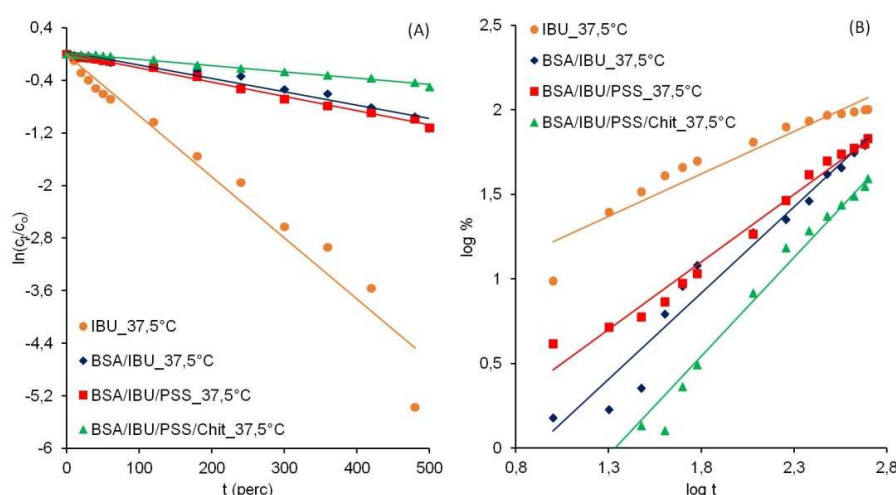 (A)
0,4
-0,4
-1,2
-2
-2,8
-3,6
-4,4
-5,2
-6
ln(ct/co)
IBU_37,5°C
BSA/IBU_37,5°C
BSA/IBU/PSS_37,5°C
BSA/IBU/PSS/Chit_37,5°C
0
100
200
300
400
500
t (perc)
(B)
2,5
2
1,5
1
0,5
0
log %
IBU_37,5°C
BSA/IBU_37,5°C
BSA/IBU/PSS_37,5°C
BSA/IBU/PSS/Chit_37,5°C
0,8
1,3
1,8
2,3
2,8
log t